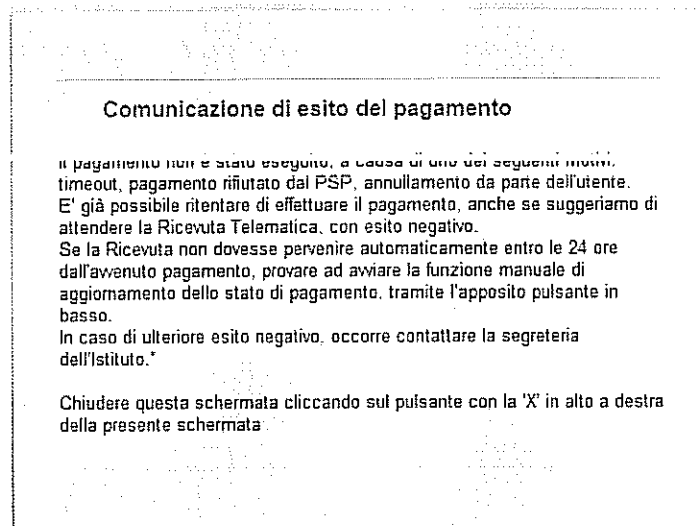 Comunicazione di esito del pagamento
Il pagamento non è stato eseguito, a causa di uno dei seguenti motivi:
timeout, pagamento rifiutato dal PSP, annullamento da parte dell'utente.
E' già possibile ritentare di effettuare il pagamento, anche se suggeriamo di
attendere la Ricevuta Telematica, con esito negativo.
Se la Ricevuta non dovesse pervenire automaticamente entro le 24 ore
dall'avvenuto pagamento, provare ad avviare la funzione manuale di
aggiornamento dello stato di pagamento, tramite l'apposito pulsante in
basso.
In caso di ulteriore esito negativo, occorre contattare la segreteria
dell'Istituto.*
Chiudere questa schermata cliccando sul pulsante con la 'X' in alto a destra
della presente schermata